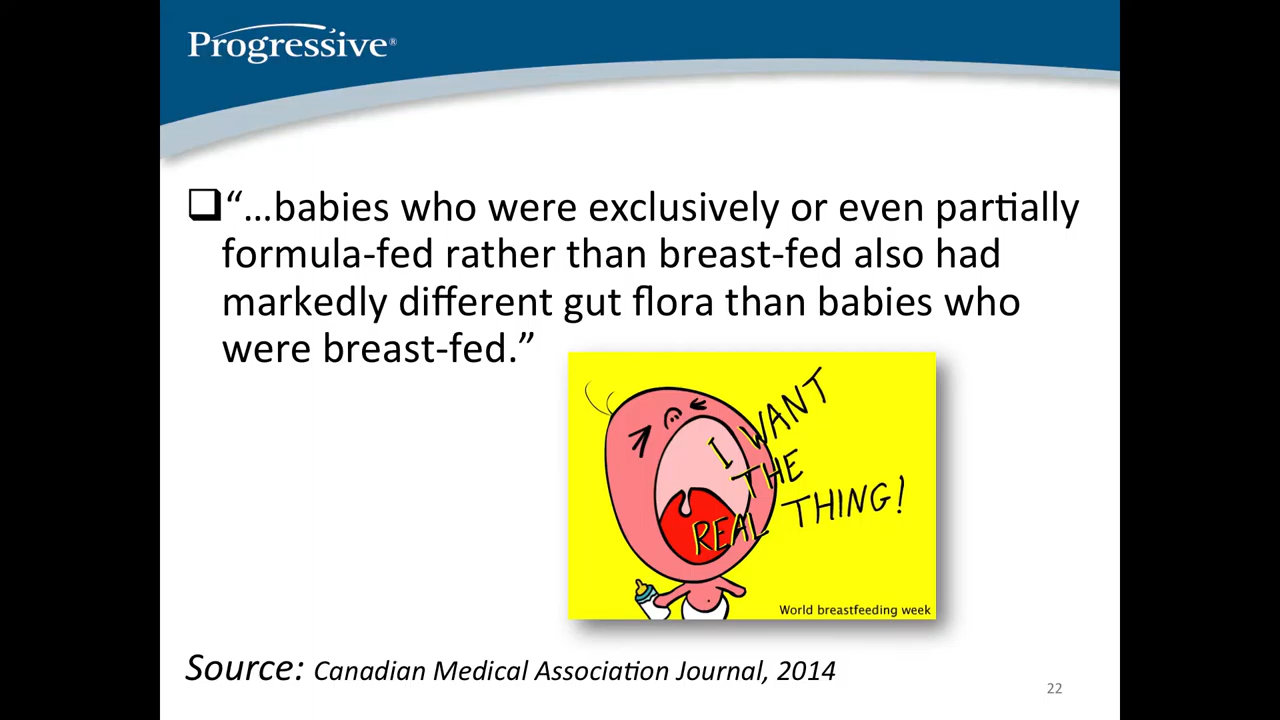 Progressive®
“...babies who were exclusively or even partially
formula-fed rather than breast-fed also had
markedly different gut flora than babies who
were breast-fed.”
I WANT
THE
REAL THING!
World breastfeeding week
Source: Canadian Medical Association Journal, 2014
22